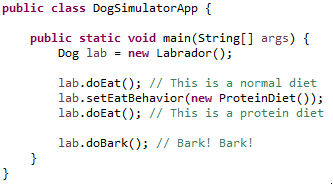 public class DogSimulatorApp {
public static void main(String[] args) {
Dog lab = new Labrador();
lab.doEat(); // This is a normal diet
lab.setEatBehavior(new ProteinDiet());
lab.doEat(); // This is a protein diet
lab.doBark(); // Bark! Bark!
}
}